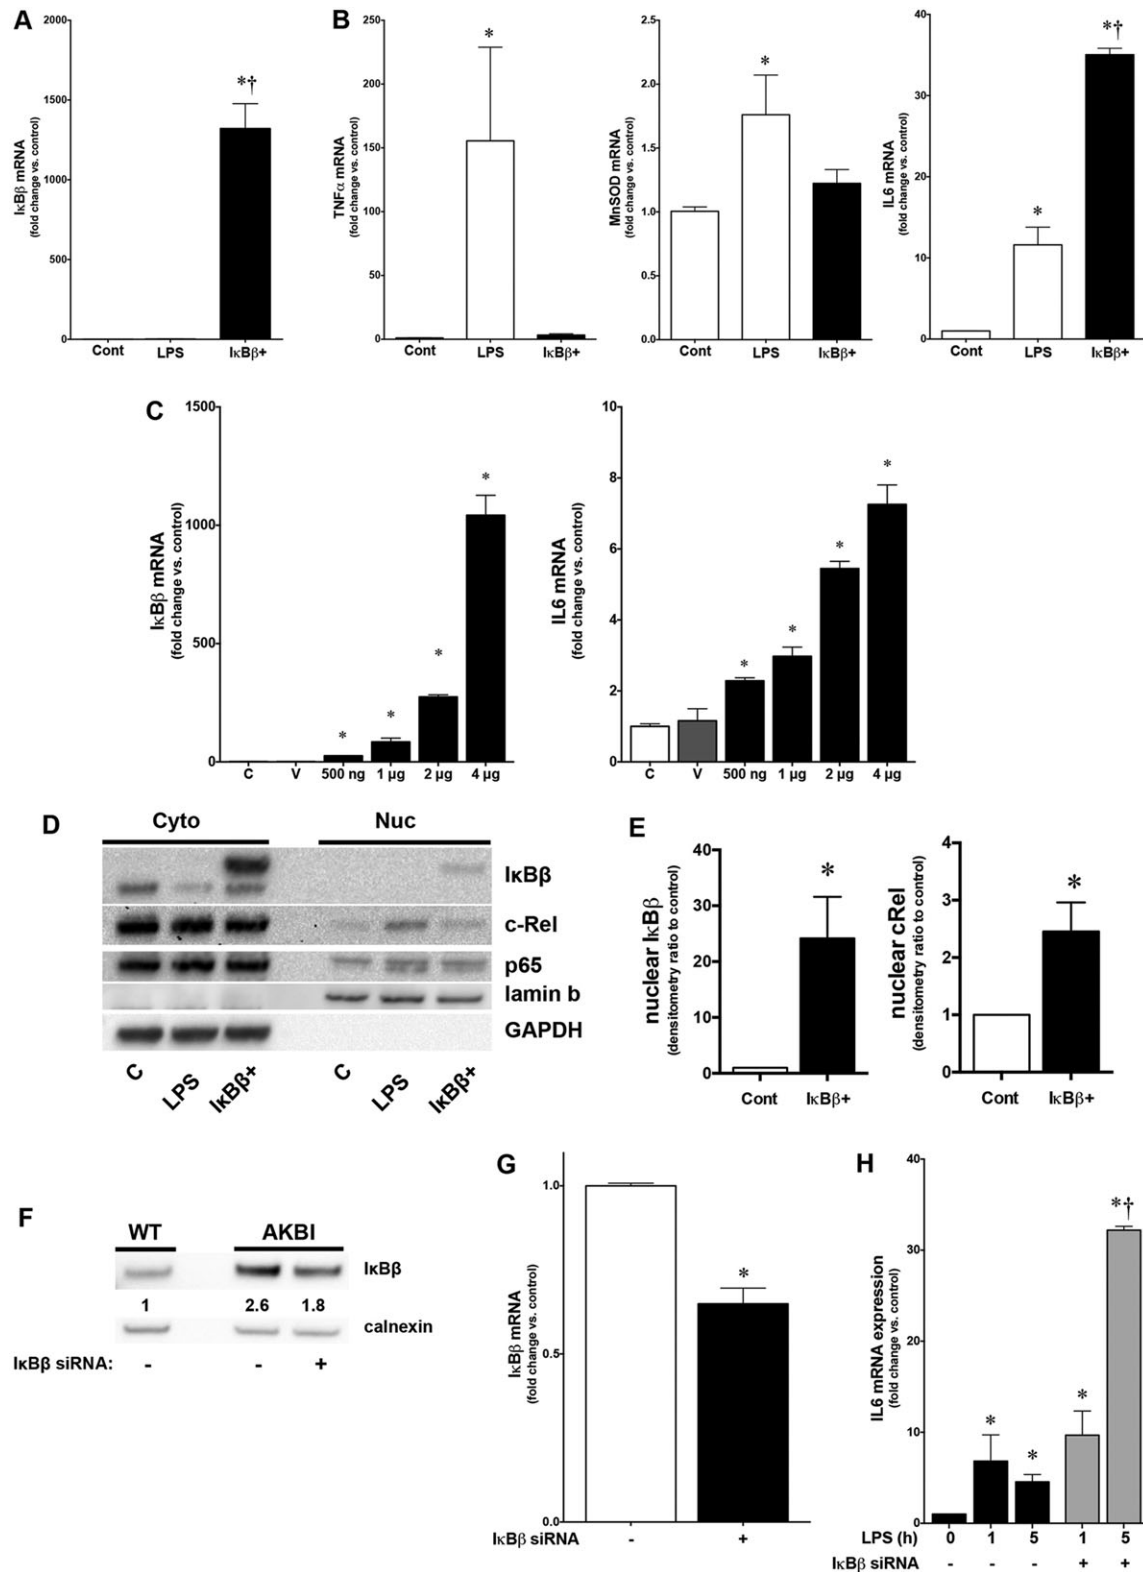 A
IκBβ mRNA
(fold change vs. control)
2000
1500
1000
500
0
*†
Cont LPS IκBβ+
B
TNFα mRNA
(fold change vs. control)
250
200
150
100
50
0
*
Cont LPS IκBβ+
MnSOD mRNA
(fold change vs. control)
2.5
2.0
1.5
1.0
0.5
0.0
*
Cont LPS IκBβ+
IL6 mRNA
(fold change vs. control)
40
30
20
10
0
*
*†
Cont LPS IκBβ+
C
IκBβ mRNA
(fold change vs. control)
1500
1000
500
0
* * * *
C V 500 ng 1 µg 2 µg 4 µg
IL6 mRNA
(fold change vs. control)
10
8
6
4
2
0
* * * *
C V 500 ng 1 µg 2 µg 4 µg
D
Cyto Nuc
IκBβ
c-Rel
p65
lamin b
GAPDH
C LPS IκBβ+ C LPS IκBβ+
E
nuclear IκBβ
(densitometry ratio to control)
40
30
20
10
0
*
Cont IκBβ+
nuclear cRel
(densitometry ratio to control)
4
3
2
1
0
*
Cont IκBβ+
F
WT AKBI
IκBβ
1 2.6 1.8
calnexin
IκBβ siRNA: - - +
G
IκBβ mRNA
(fold change vs. control)
1.0
0.5
0.0
*
IκBβ siRNA - +
H
IL6 mRNA expression
(fold change vs. control)
40
30
20
10
0
* * * *†
LPS (h) 0 1 5 1 5
IκBβ siRNA - - - + +